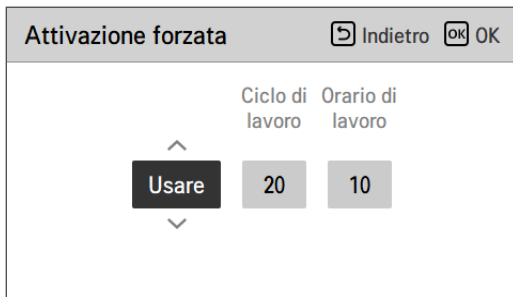 Attivazione forzata Indietro OK OK
Ciclo di Orario di
lavoro lavoro
Usare 20 10